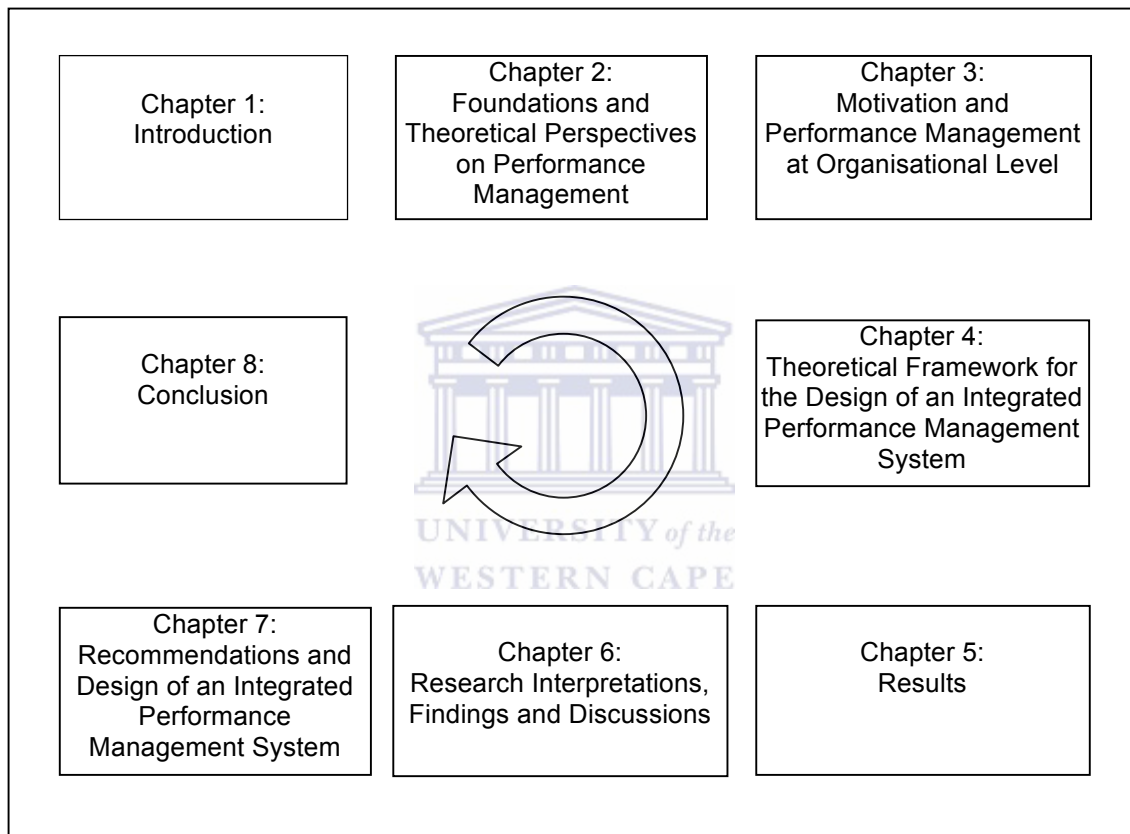 Chapter 1:
Introduction
Chapter 2:
Foundations and
Theoretical Perspectives
on Performance
Management
Chapter 3:
Motivation and
Performance Management
at Organisational Level
Chapter 8:
Conclusion
Chapter 4:
Theoretical Framework for
the Design of an Integrated
Performance Management
System
UNIVERSITY of the
WESTERN CAPE
Chapter 7:
Recommendations and
Design of an Integrated
Performance
Management System
Chapter 6:
Research Interpretations,
Findings and Discussions
Chapter 5:
Results